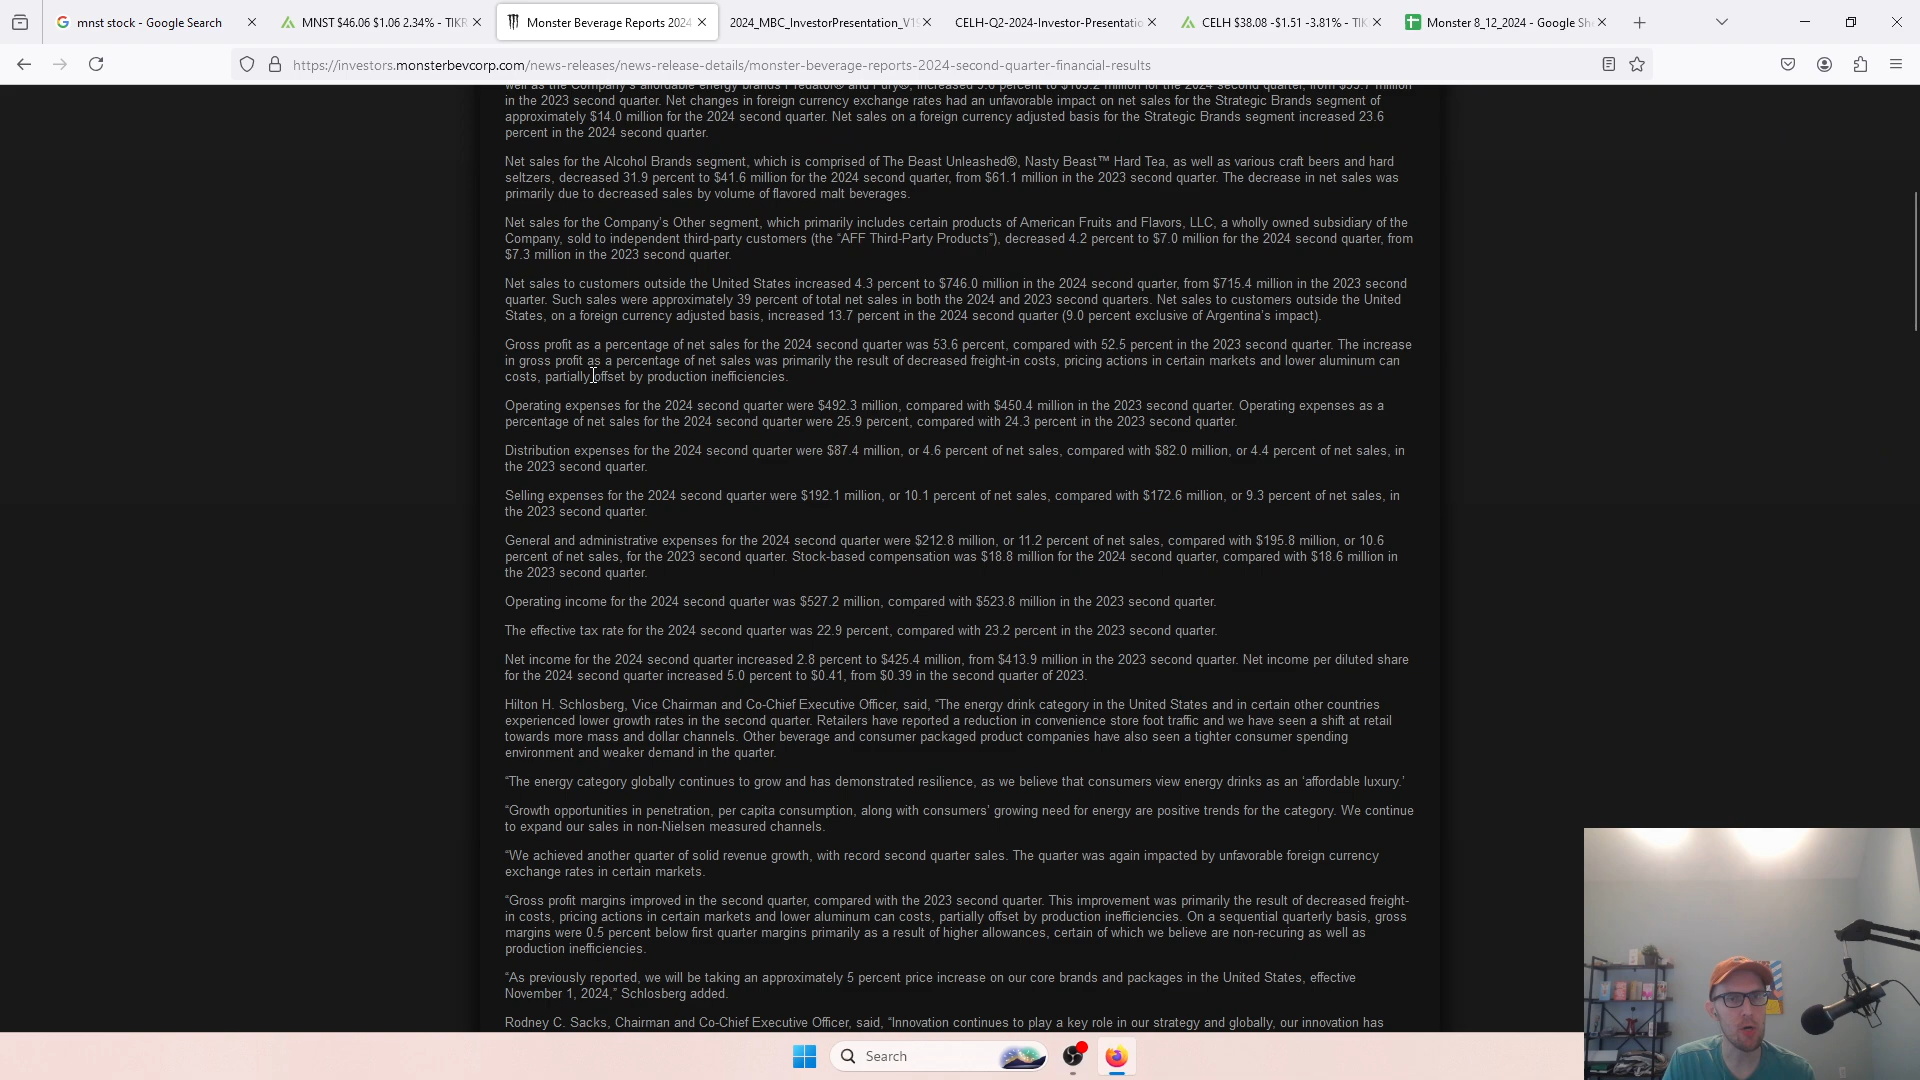 mnst stock - Google Search
MNST $46.06 $1.06 2.34% - TIKR
Monster Beverage Reports 2024
2024_MBC_InvestorPresentation_V19
CELH-Q2-2024-Investor-Presentatio
CELH $38.08 -$1.51 -3.81% - TIK
Monster 8_12_2024 - Google She
https://investors.monsterbevcorp.com/news-releases/news-release-details/monster-beverage-reports-2024-second-quarter-financial-results
well as the Company's affordable energy brands Predator® and Fury®, increased
in the 2023 second quarter. Net changes in foreign currency exchange rates had an unfavorable impact on net sales for the Strategic Brands segment of
approximately $14.0 million for the 2024 second quarter. Net sales on a foreign currency adjusted basis for the Strategic Brands segment increased 23.6
percent in the 2024 second quarter.
Net sales for the Alcohol Brands segment, which is comprised of The Beast Unleashed®, Nasty Beast™ Hard Tea, as well as various craft beers and hard
seltzers, decreased 31.9 percent to $41.6 million for the 2024 second quarter, from $61.1 million in the 2023 second quarter. The decrease in net sales was
primarily due to decreased sales by volume of flavored malt beverages.
Net sales for the Company's Other segment, which primarily includes certain products of American Fruits and Flavors, LLC, a wholly owned subsidiary of the
Company, sold to independent third-party customers (the “AFF Third-Party Products”), decreased 4.2 percent to $7.0 million for the 2024 second quarter, from
$7.3 million in the 2023 second quarter.
Net sales to customers outside the United States increased 4.3 percent to $746.0 million in the 2024 second quarter, from $715.4 million in the 2023 second
quarter. Such sales were approximately 39 percent of total net sales in both the 2024 and 2023 second quarters. Net sales to customers outside the United
States, on a foreign currency adjusted basis, increased 13.7 percent in the 2024 second quarter (9.0 percent exclusive of Argentina's impact).
Gross profit as a percentage of net sales for the 2024 second quarter was 53.6 percent, compared with 52.5 percent in the 2023 second quarter. The increase
in gross profit as a percentage of net sales was primarily the result of decreased freight-in costs, pricing actions in certain markets and lower aluminum can
costs, partially offset by production inefficiencies.
Operating expenses for the 2024 second quarter were $492.3 million, compared with $450.4 million in the 2023 second quarter. Operating expenses as a
percentage of net sales for the 2024 second quarter were 25.9 percent, compared with 24.3 percent in the 2023 second quarter.
Distribution expenses for the 2024 second quarter were $87.4 million, or 4.6 percent of net sales, compared with $82.0 million, or 4.4 percent of net sales, in
the 2023 second quarter.
Selling expenses for the 2024 second quarter were $192.1 million, or 10.1 percent of net sales, compared with $172.6 million, or 9.3 percent of net sales, in
the 2023 second quarter.
General and administrative expenses for the 2024 second quarter were $212.8 million, or 11.2 percent of net sales, compared with $195.8 million, or 10.6
percent of net sales, for the 2023 second quarter. Stock-based compensation was $18.8 million for the 2024 second quarter, compared with $18.6 million in
the 2023 second quarter.
Operating income for the 2024 second quarter was $527.2 million, compared with $523.8 million in the 2023 second quarter.
The effective tax rate for the 2024 second quarter was 22.9 percent, compared with 23.2 percent in the 2023 second quarter.
Net income for the 2024 second quarter increased 2.8 percent to $425.4 million, from $413.9 million in the 2023 second quarter. Net income per diluted share
for the 2024 second quarter increased 5.0 percent to $0.41, from $0.39 in the second quarter of 2023.
Hilton H. Schlosberg, Vice Chairman and Co-Chief Executive Officer, said, “The energy drink category in the United States and in certain other countries
experienced lower growth rates in the second quarter. Retailers have reported a reduction in convenience store foot traffic and we have seen a shift at retail
towards more mass and dollar channels. Other beverage and consumer packaged product companies have also seen a tighter consumer spending
environment and weaker demand in the quarter.
“The energy category globally continues to grow and has demonstrated resilience, as we believe that consumers view energy drinks as an ‘affordable luxury.’
“Growth opportunities in penetration, per capita consumption, along with consumers’ growing need for energy are positive trends for the category. We continue
to expand our sales in non-Nielsen measured channels.
“We achieved another quarter of solid revenue growth, with record second quarter sales. The quarter was again impacted by unfavorable foreign currency
exchange rates in certain markets.
“Gross profit margins improved in the second quarter, compared with the 2023 second quarter. This improvement was primarily the result of decreased freight-
in costs, pricing actions in certain markets and lower aluminum can costs, partially offset by production inefficiencies. On a sequential quarterly basis, gross
margins were 0.5 percent below first quarter margins primarily as a result of higher allowances, certain of which we believe are non-recuring as well as
production inefficiencies.
“As previously reported, we will be taking an approximately 5 percent price increase on our core brands and packages in the United States, effective
November 1, 2024,” Schlosberg added.
Rodney C. Sacks, Chairman and Co-Chief Executive Officer, said, “Innovation continues to play a key role in our strategy and globally, our innovation has
Search